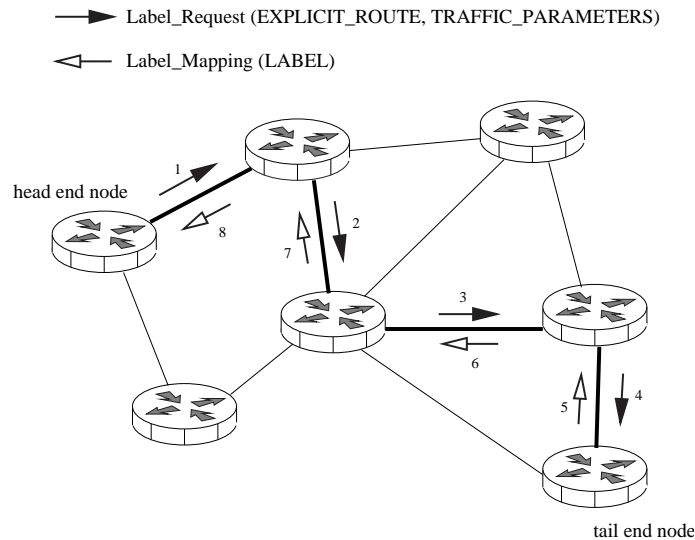 Label_Request (EXPLICIT_ROUTE, TRAFFIC_PARAMETERS)
Label_Mapping (LABEL)
1
head end node
8
2
7
3
6
5
4
tail end node